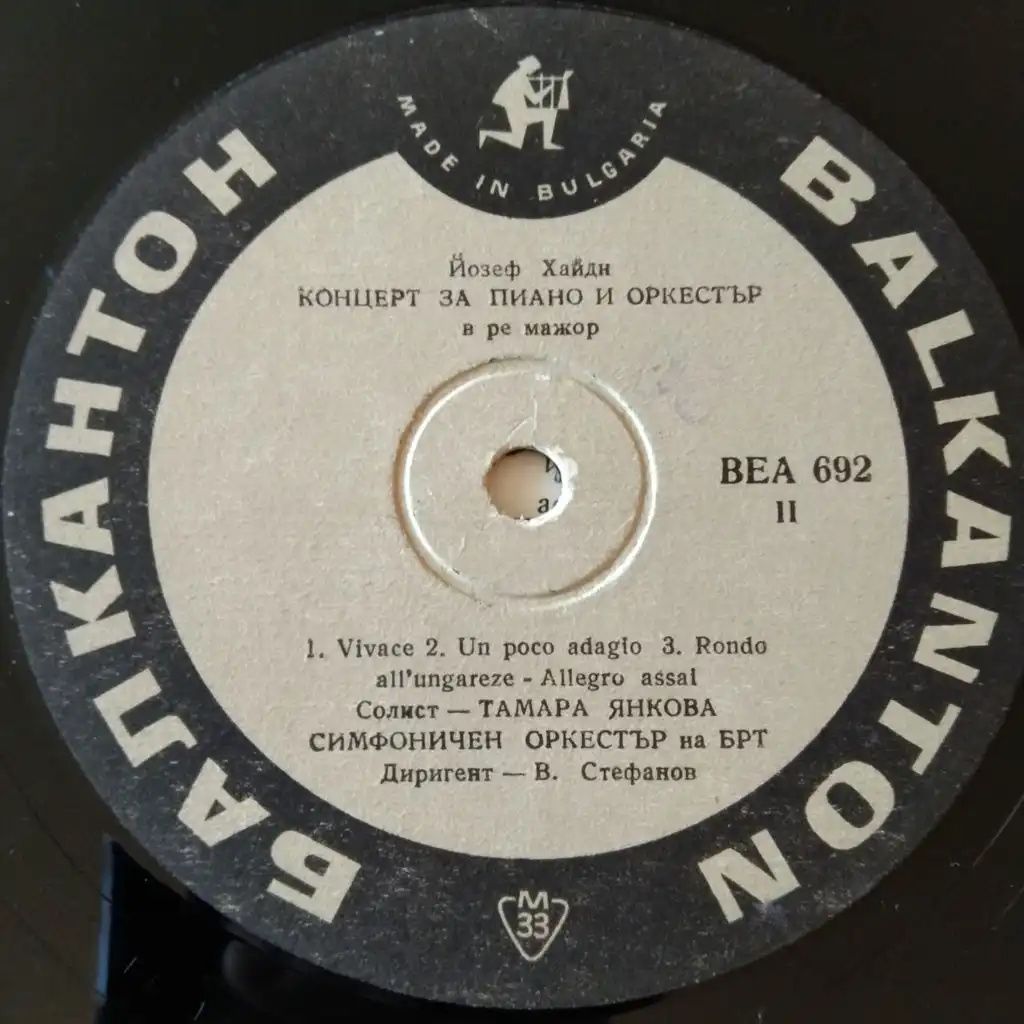 MADE IN BULGARIA
БАЛКАНТОН
BALKANTON
Йозеф Хайдн
КОНЦЕРТ ЗА ПИАНО И ОРКЕСТЪР
в ре мажор
ВЕА 692
II
1. Vivace 2. Un poco adagio 3. Rondo
all'ungareze - Allegro assai
Солист — ТАМАРА ЯНКОВА
СИМФОНИЧЕН ОРКЕСТЪР на БРТ
Диригент — В. Стефанов
М
33